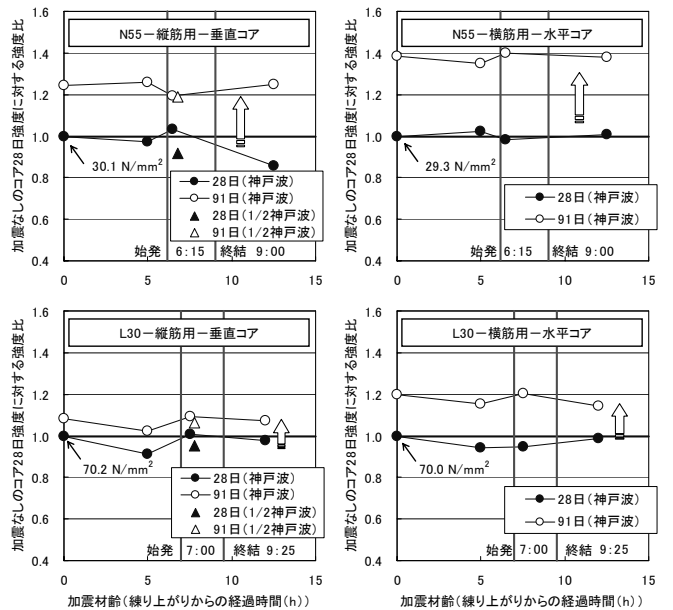 N55－縦筋用－垂直コア
加震なしのコア28日強度に対する強度比
1.6
1.4
1.2
1.0
0.8
0.6
0.4
30.1 N/mm2
28日(神戸波)
91日(神戸波)
28日(1/2神戸波)
91日(1/2神戸波)
始発 6:15 終結 9:00
0 5 10 15
N55－横筋用－水平コア
加震なしのコア28日強度に対する強度比
1.6
1.4
1.2
1.0
0.8
0.6
0.4
29.3 N/mm2
28日(神戸波)
91日(神戸波)
始発 6:15 終結 9:00
0 5 10 15
L30－縦筋用－垂直コア
加震なしのコア28日強度に対する強度比
1.6
1.4
1.2
1.0
0.8
0.6
0.4
70.2 N/mm2
28日(神戸波)
91日(神戸波)
28日(1/2神戸波)
91日(1/2神戸波)
始発 7:00 終結 9:25
0 5 10 15
加震材齢(練り上がりからの経過時間(h))
L30－横筋用－水平コア
加震なしのコア28日強度に対する強度比
1.6
1.4
1.2
1.0
0.8
0.6
0.4
70.0 N/mm2
28日(神戸波)
91日(神戸波)
始発 7:00 終結 9:25
0 5 10 15
加震材齢(練り上がりからの経過時間(h))